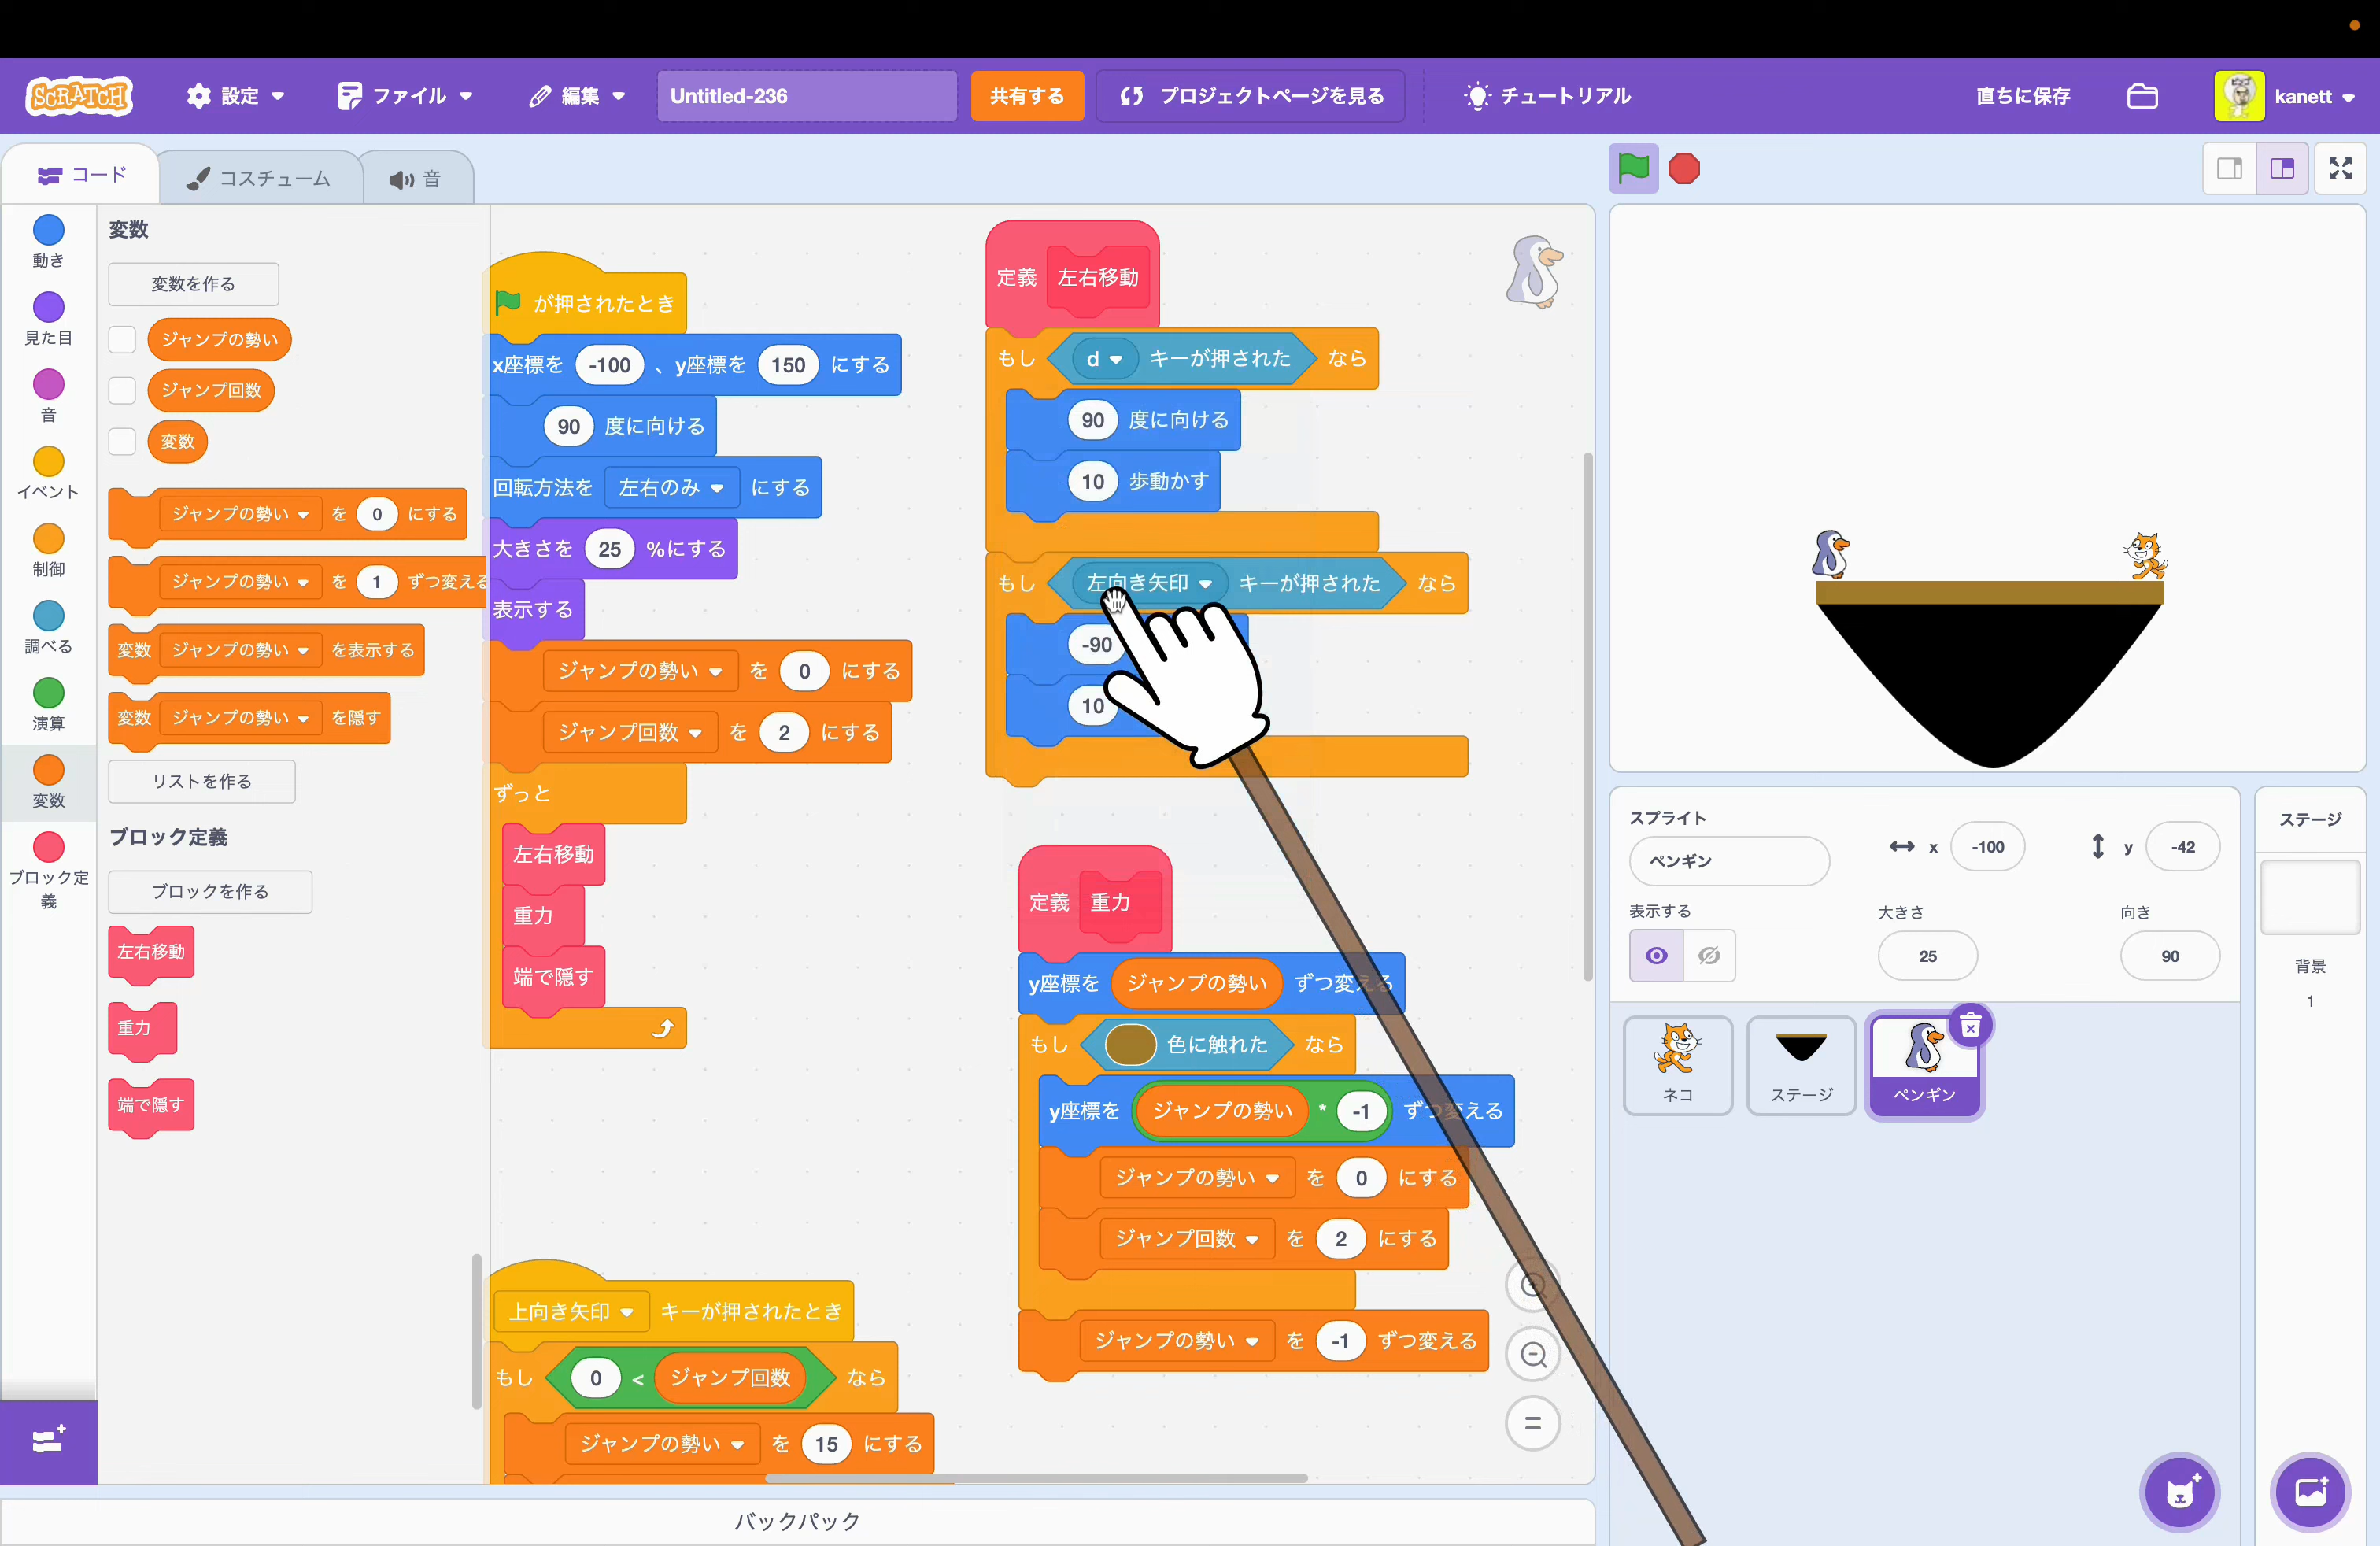 SCRATCH
設定
ファイル
編集
Untitled-236
共有する
プロジェクトページを見る
チュートリアル
直ちに保存
kanett
コード
コスチューム
音
動き
見た目
音
イベント
制御
調べる
演算
変数
ブロック定
義
変数
変数を作る
ジャンプの勢い
ジャンプ回数
変数
ジャンプの勢い を 0 にする
ジャンプの勢い を 1 ずつ変える
変数 ジャンプの勢い を表示する
変数 ジャンプの勢い を隠す
リストを作る
ブロック定義
ブロックを作る
左右移動
重力
端で隠す
が押されたとき
x座標を -100 、y座標を 150 にする
90 度に向ける
回転方法を 左右のみ にする
大きさを 25 %にする
表示する
ジャンプの勢い を 0 にする
ジャンプ回数 を 2 にする
ずっと
左右移動
重力
端で隠す
上向き矢印 キーが押されたとき
もし 0 < ジャンプ回数 なら
ジャンプの勢い を 15 にする
定義 左右移動
もし d キーが押された なら
90 度に向ける
10 歩動かす
もし 左向き矢印 キーが押された なら
-90
10
定義 重力
y座標を ジャンプの勢い ずつ変える
もし 色に触れた なら
y座標を ジャンプの勢い * -1 ずつ変える
ジャンプの勢い を 0 にする
ジャンプ回数 を 2 にする
ジャンプの勢い を -1 ずつ変える
バックパック
スプライト
ペンギン
x -100
y -42
表示する
大きさ
25
向き
90
ネコ
ステージ
ペンギン
ステージ
背景
1